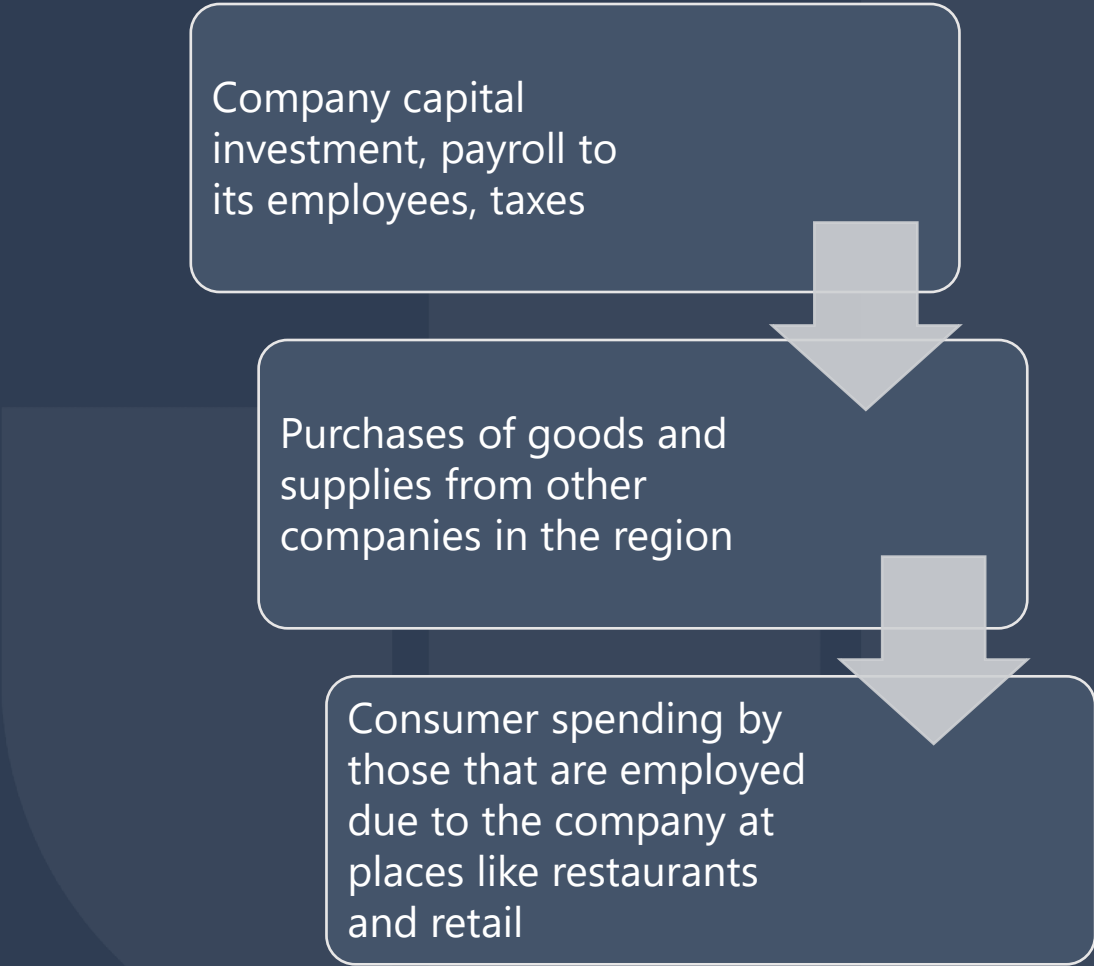 Company capital
investment, payroll to
its employees, taxes
Purchases of goods and
supplies from other
companies in the region
Consumer spending by
those that are employed
due to the company at
places like restaurants
and retail